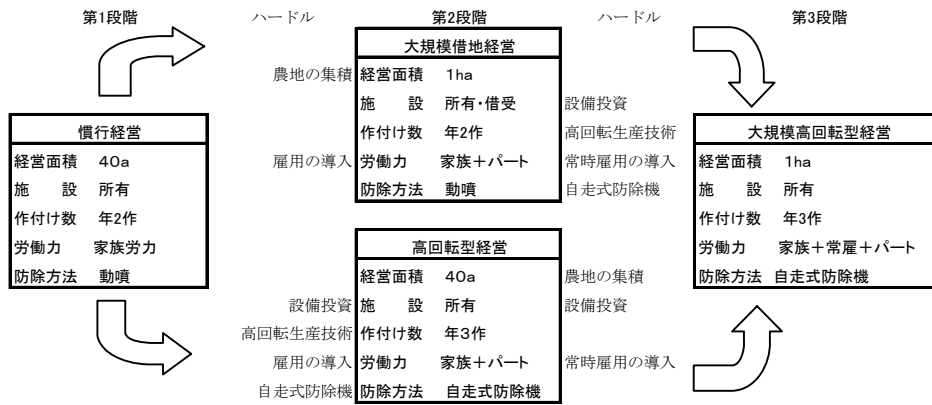 第1段階 ハードル 第2段階 ハードル 第3段階
大規模借地経営
農地の集積 経営面積 1ha
施 設 所有・借受 設備投資
作付け数 年2作 高回転生産技術
雇用の導入 労働力 家族+パート 常時雇用の導入
防除方法 動噴 自走式防除機
慣行経営
経営面積 40a
施 設 所有
作付け数 年2作
労働力 家族労力
防除方法 動噴
高回転型経営
経営面積 40a 農地の集積
設備投資 施 設 所有 設備投資
高回転生産技術 作付け数 年3作
雇用の導入 労働力 家族+パート 常時雇用の導入
自走式防除機 防除方法 自走式防除機
大規模高回転型経営
経営面積 1ha
施 設 所有
作付け数 年3作
労働力 家族+常雇+パート
防除方法 自走式防除機